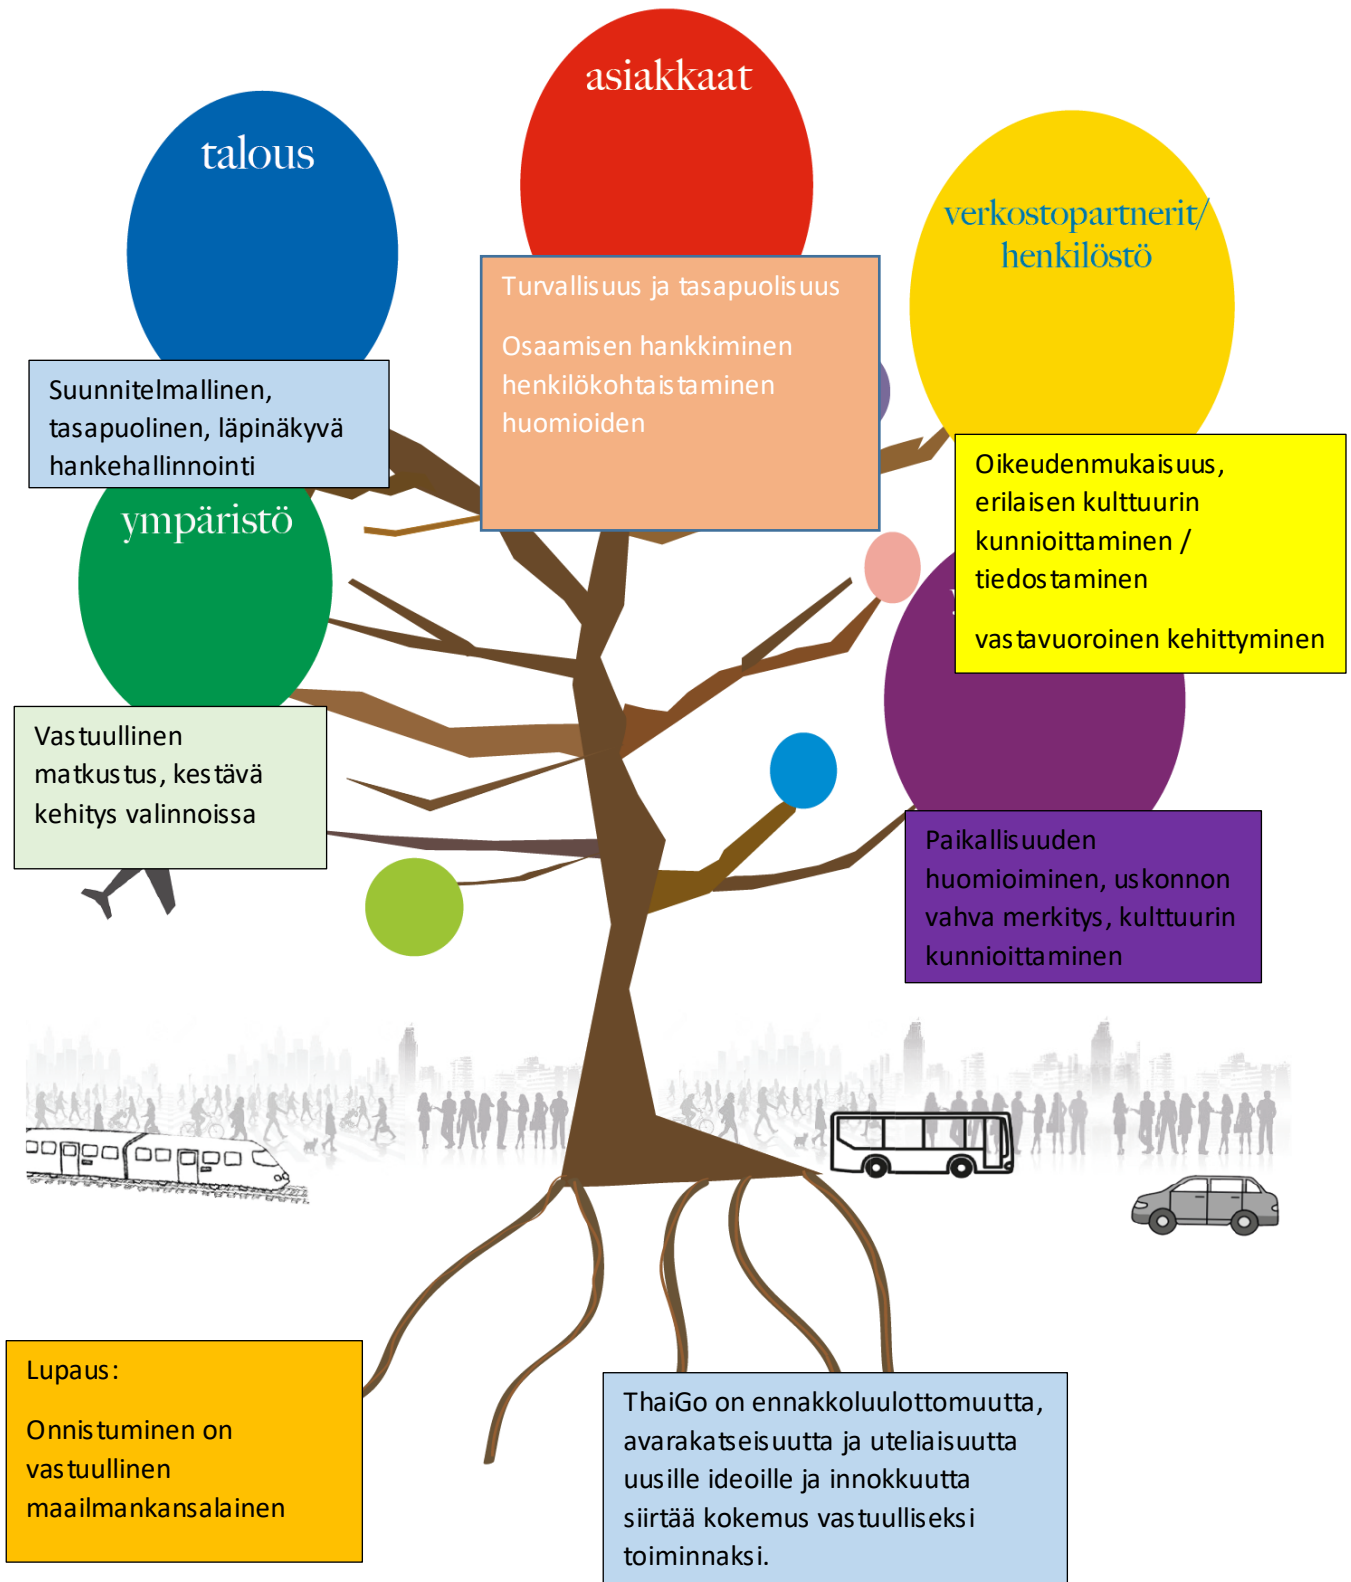 asiakkaat
talous
verkostopartnerit/
henkilöstö
Turvallisuus ja tasapuolisuus
Osaamisen hankkiminen
henkilökohtaistaminen
huomioiden
Suunnitelmallinen,
tasapuolinen, läpinäkyvä
hankehallinnointi
Oikeudenmukaisuus,
erilaisen kulttuurin
kunnioittaminen /
tiedostaminen
vastavuoroinen kehittyminen
ympäristö
Vastuullinen
matkustus, kestävä
kehitys valinnoissa
Paikallisuuden
huomioiminen, uskonnon
vahva merkitys, kulttuurin
kunnioittaminen
Lupaus:
Onnistuminen on
vastuullinen
maailmankansalainen
ThaiGo on ennakkoluulottomuutta,
avarakatseisuutta ja uteliaisuutta
uusille ideoille ja innokkuutta
siirtää kokemus vastuulliseksi
toiminnaksi.